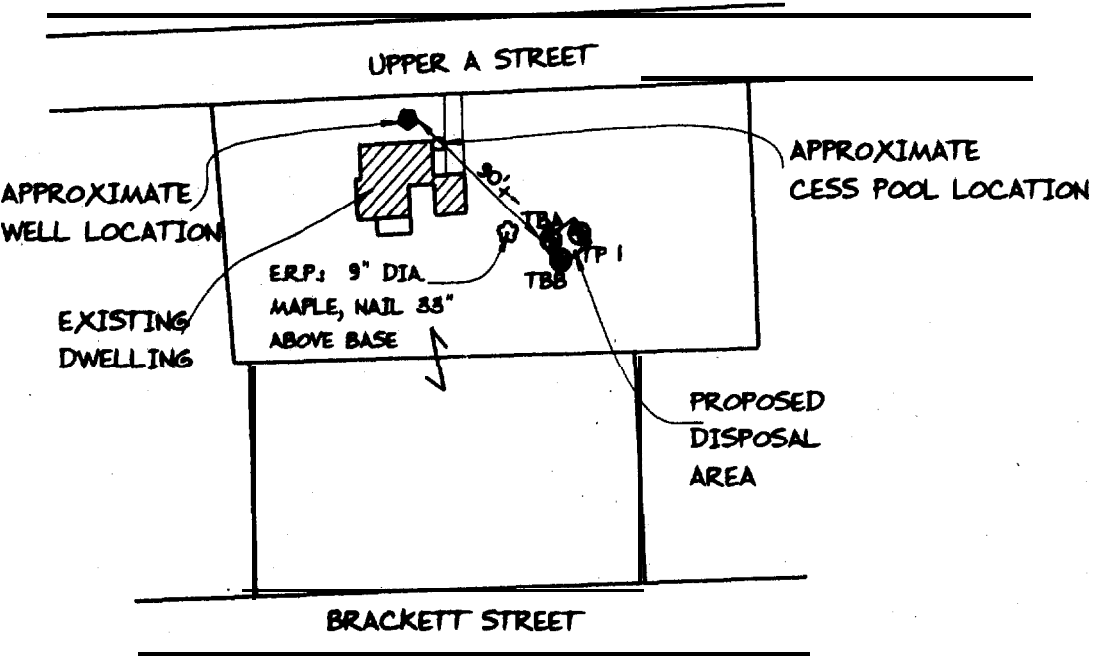 UPPER A STREET
APPROXIMATE
CESS POOL LOCATION
APPROXIMATE
WELL LOCATION
90'±
TBA
TP 1
TBB
E.R.P.: 9" DIA.
MAPLE, NAIL 33"
ABOVE BASE
EXISTING
DWELLING
PROPOSED
DISPOSAL
AREA
BRACKETT STREET